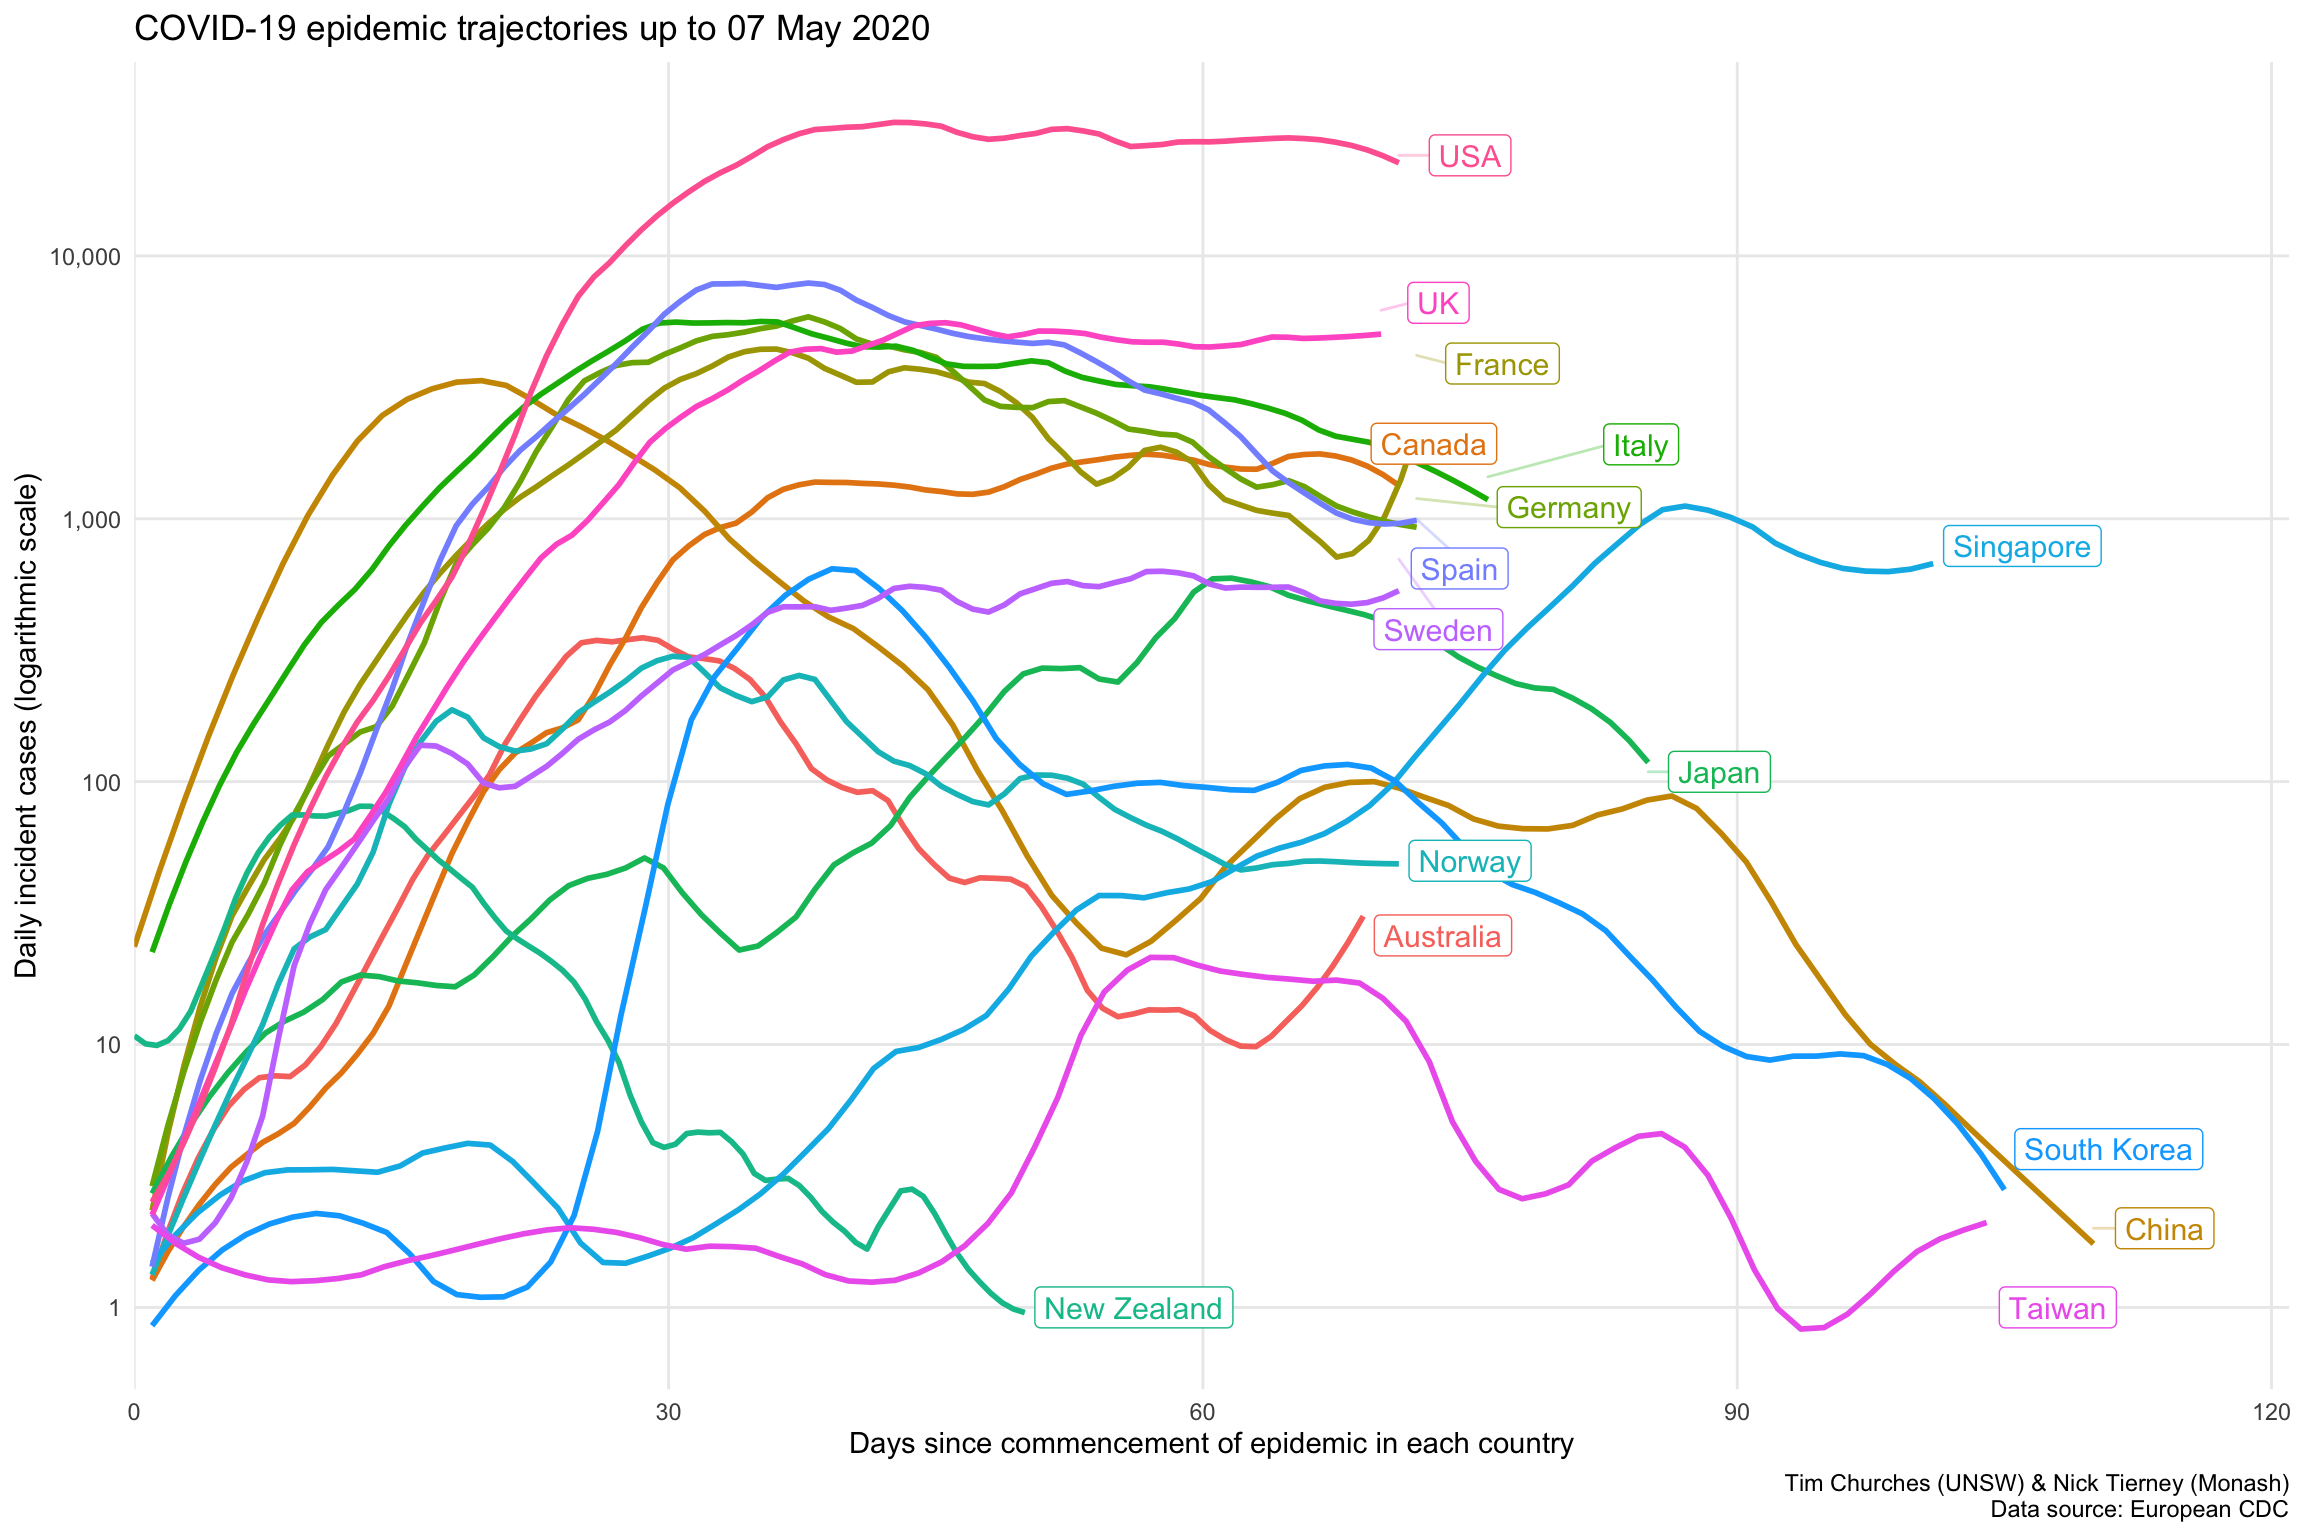 COVID-19 epidemic trajectories up to 07 May 2020
Daily incident cases (logarithmic scale)
10,000
1,000
100
10
1
USA
UK
France
Canada
Italy
Germany
Singapore
Spain
Sweden
Japan
Norway
Australia
South Korea
China
New Zealand
Taiwan
0
30
60
90
120
Days since commencement of epidemic in each country
Tim Churches (UNSW) & Nick Tierney (Monash)
Data source: European CDC